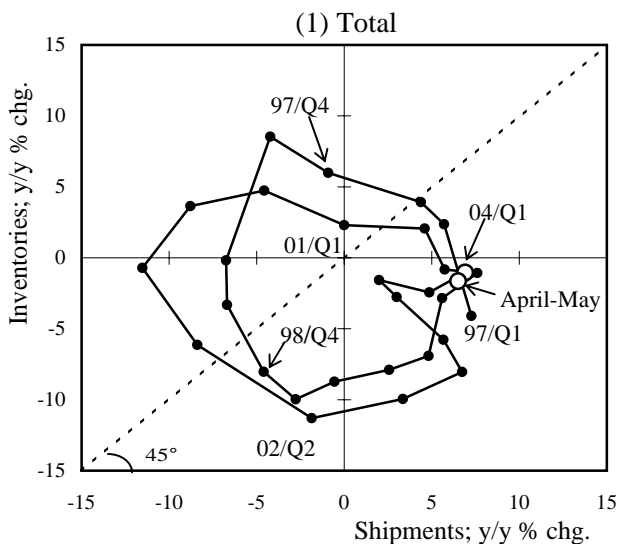 (1) Total
Inventories; y/y % chg.
15
10
5
0
-5
-10
-15
97/Q4
04/Q1
01/Q1
April-May
97/Q1
98/Q4
02/Q2
45°
-15 -10 -5 0 5 10 15
Shipments; y/y % chg.